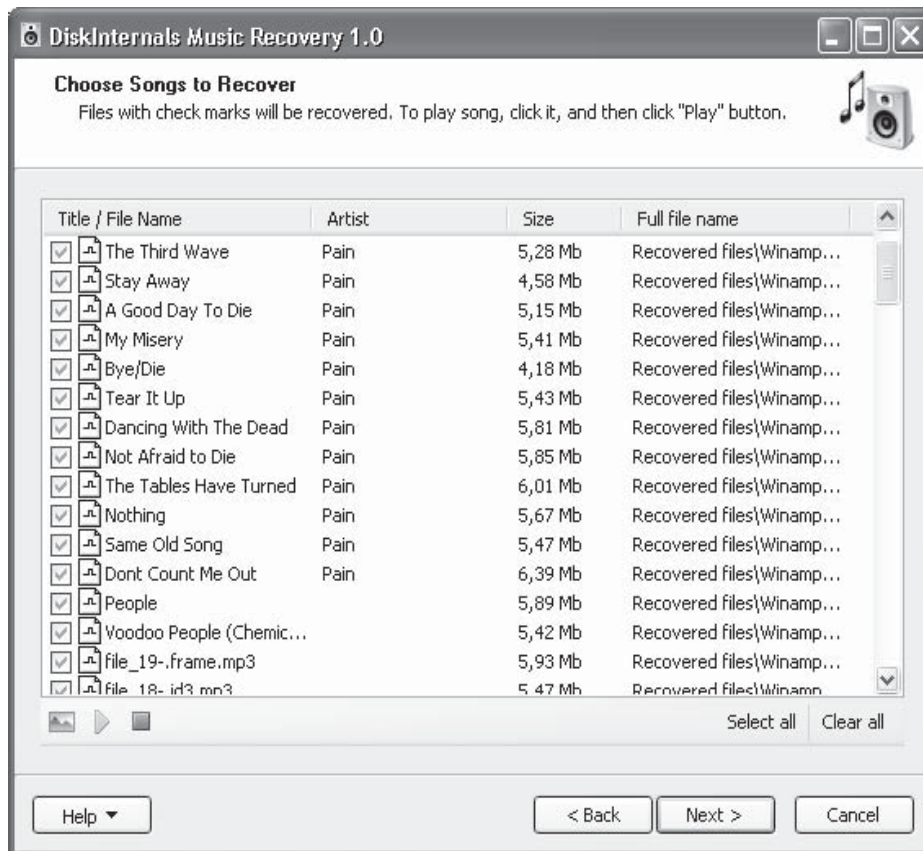 DiskInternals Music Recovery 1.0
Choose Songs to Recover
Files with check marks will be recovered. To play song, click it, and then click "Play" button.
Title / File Name Artist Size Full file name
The Third Wave Pain 5,28 Mb Recovered files\Winamp...
Stay Away Pain 4,58 Mb Recovered files\Winamp...
A Good Day To Die Pain 5,15 Mb Recovered files\Winamp...
My Misery Pain 5,41 Mb Recovered files\Winamp...
Bye/Die Pain 4,18 Mb Recovered files\Winamp...
Tear It Up Pain 5,43 Mb Recovered files\Winamp...
Dancing With The Dead Pain 5,81 Mb Recovered files\Winamp...
Not Afraid to Die Pain 5,85 Mb Recovered files\Winamp...
The Tables Have Turned Pain 6,01 Mb Recovered files\Winamp...
Nothing Pain 5,67 Mb Recovered files\Winamp...
Same Old Song Pain 5,47 Mb Recovered files\Winamp...
Dont Count Me Out Pain 6,39 Mb Recovered files\Winamp...
People 5,89 Mb Recovered files\Winamp...
Voodoo People (Chemic... 5,42 Mb Recovered files\Winamp...
file_19-.frame.mp3 5,93 Mb Recovered files\Winamp...
file_18-.id3.mp3 5,47 Mb Recovered files\Winamp...
Select all Clear all
Help < Back Next > Cancel